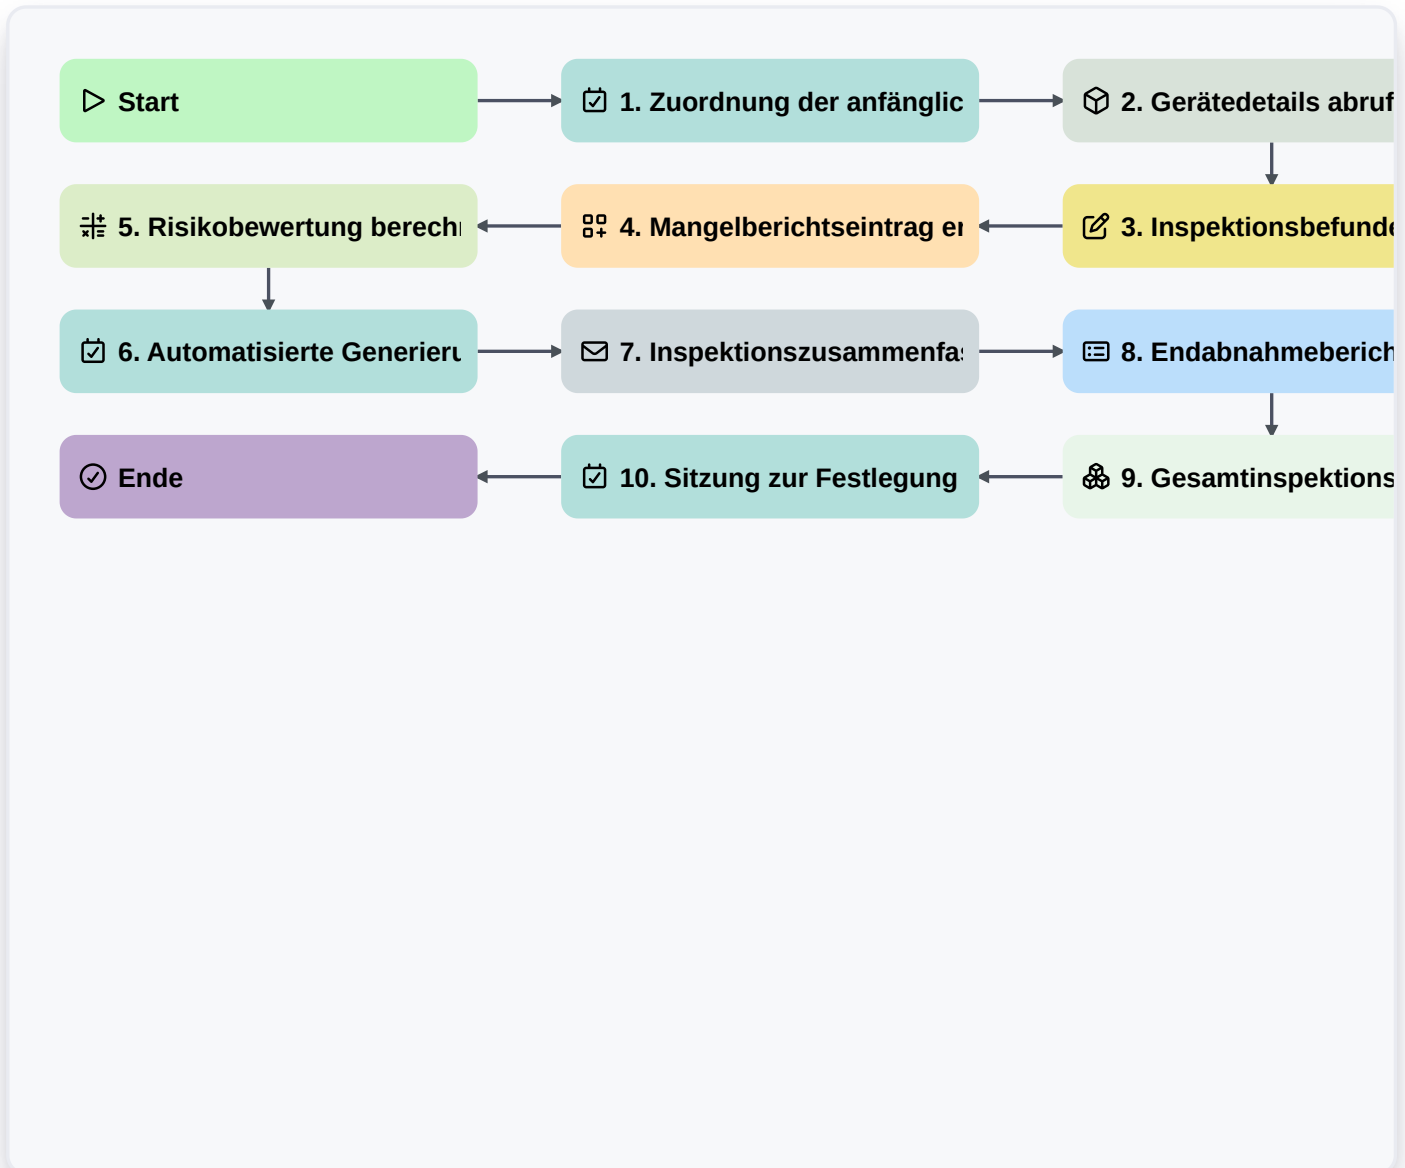 Start
1. Zuordnung der anfänglic
2. Gerätedetails abruf
5. Risikobewertung berech
4. Mangelberichtseintrag er
3. Inspektionsbefunde
6. Automatisierte Generieru
7. Inspektionszusammenfas
8. Endabnahmeberich
Ende
10. Sitzung zur Festlegung
9. Gesamtinspektions